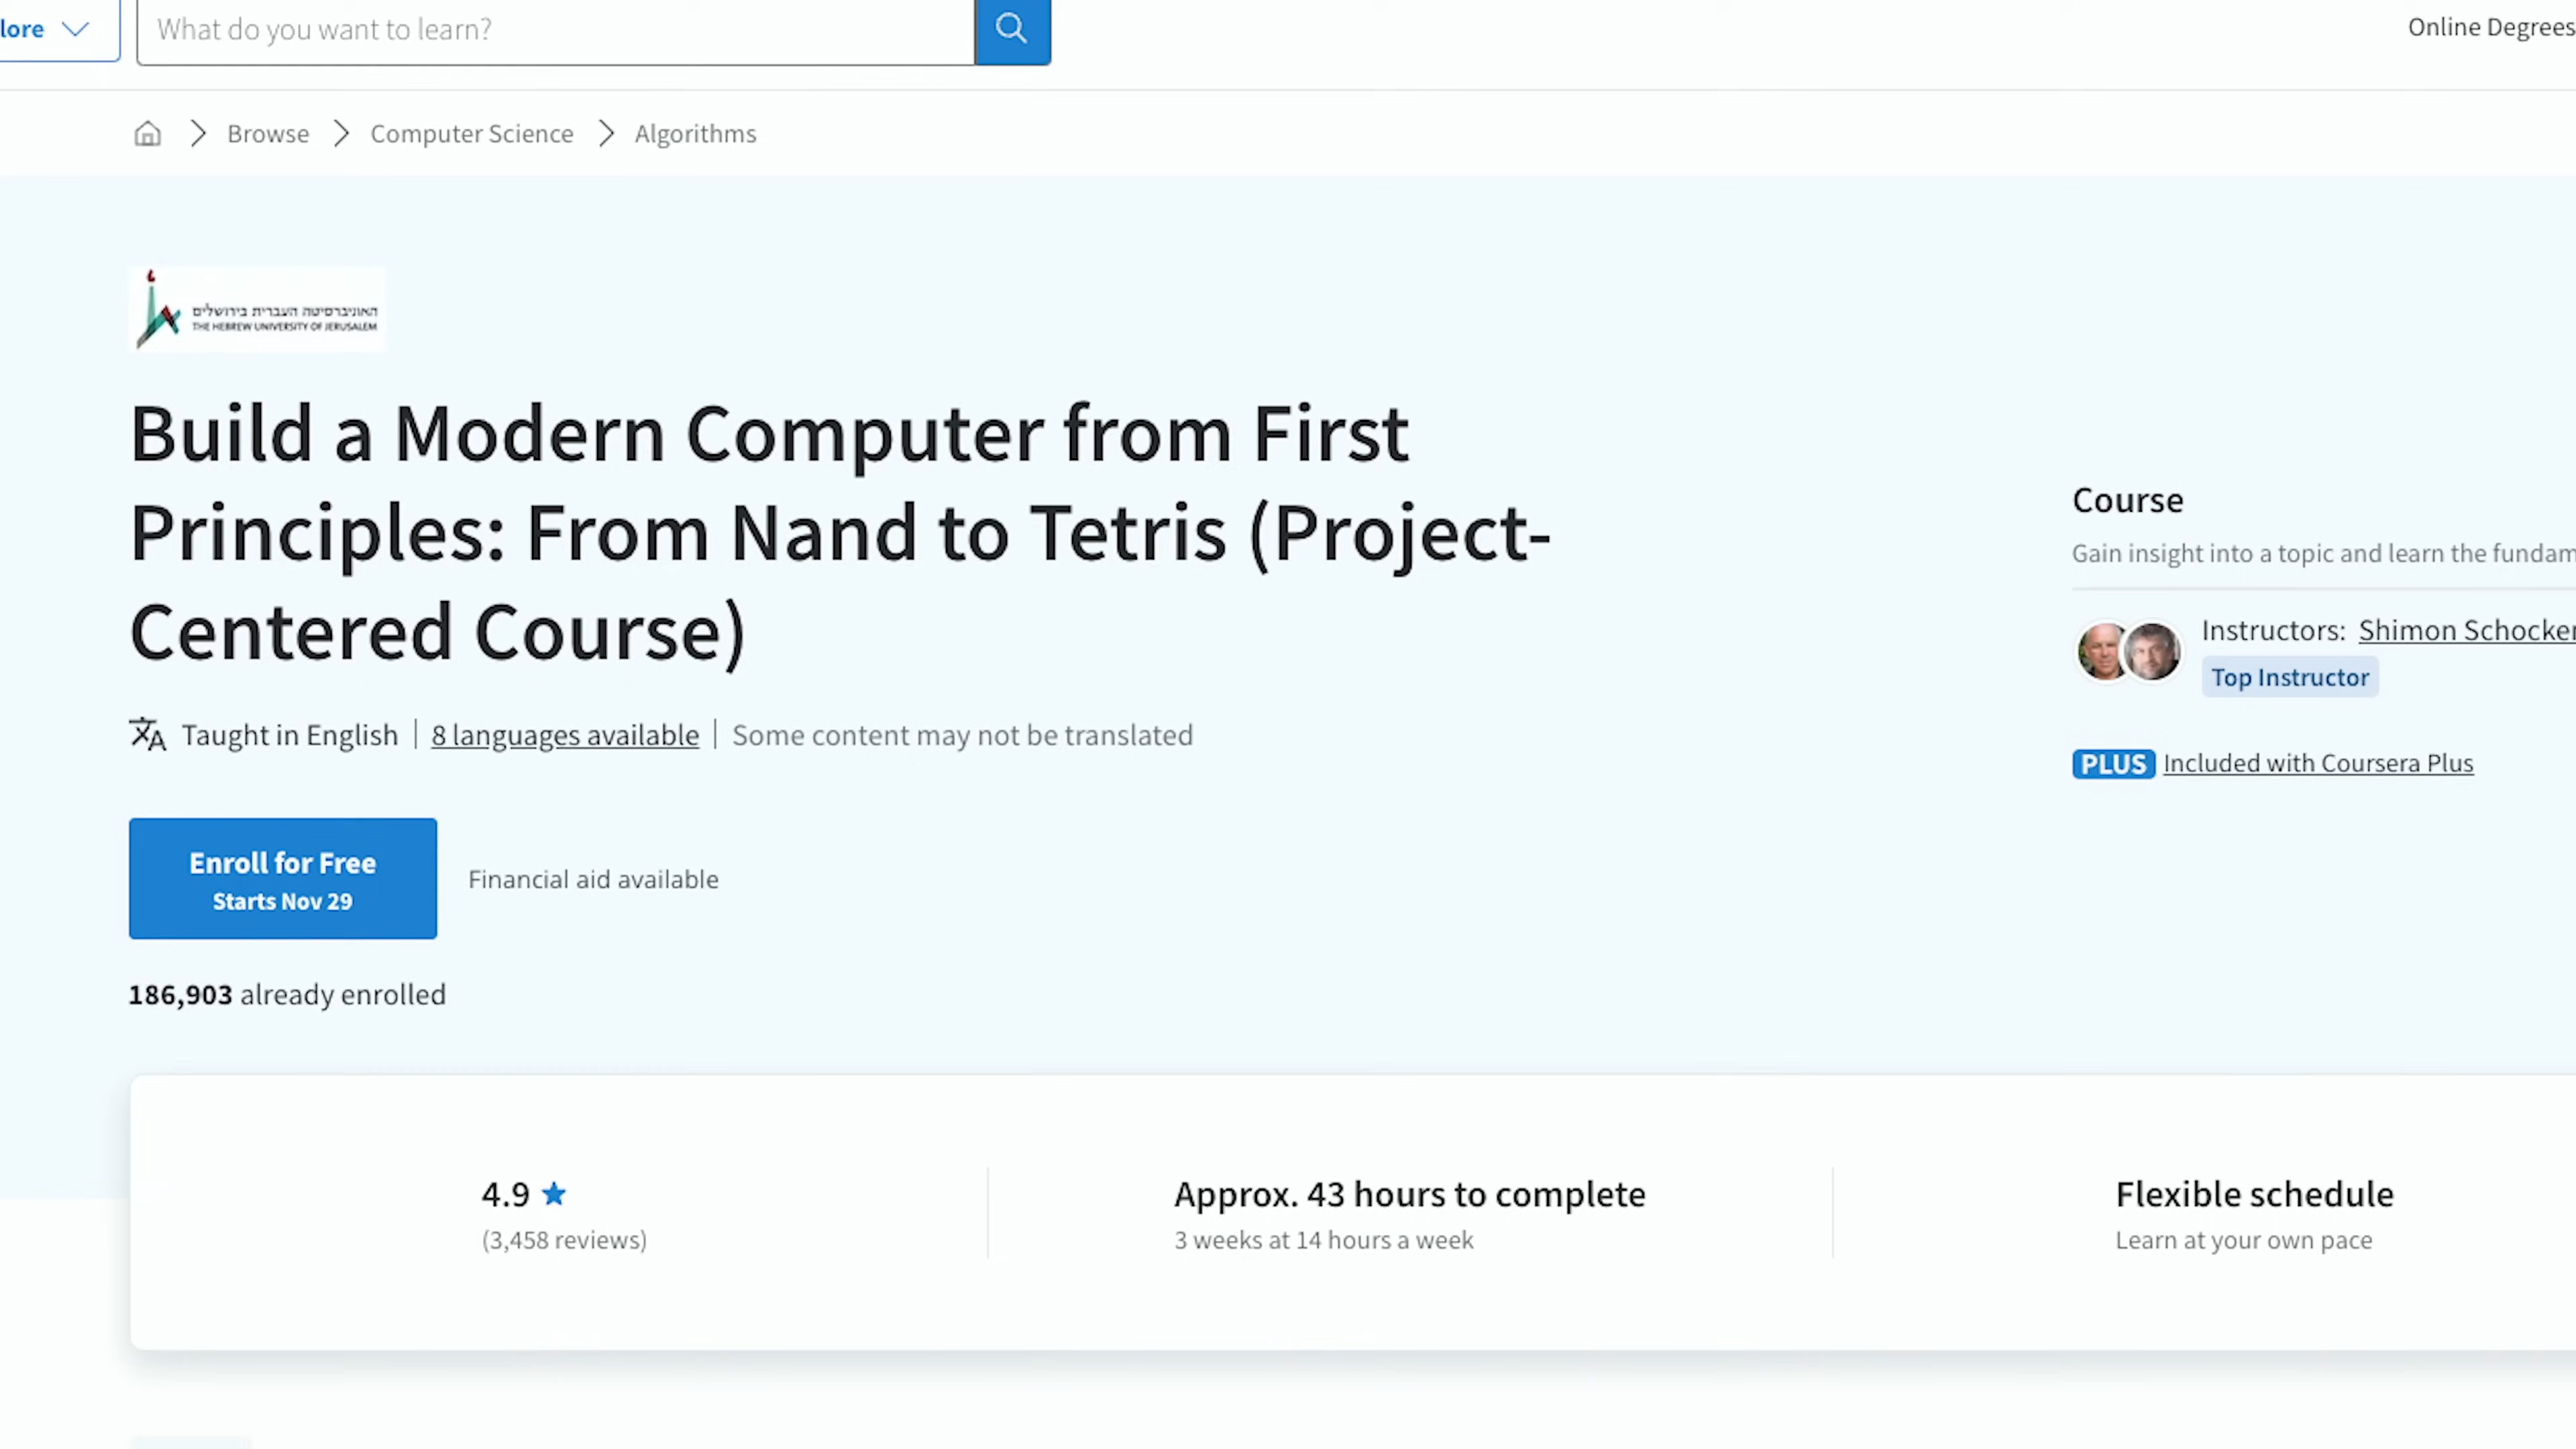 lore
What do you want to learn?
Online Degrees
Browse
Computer Science
Algorithms
האוניברסיטה העברית בירושלים
THE HEBREW UNIVERSITY OF JERUSALEM
Build a Modern Computer from First
Principles: From Nand to Tetris (Project-
Centered Course)
Taught in English
8 languages available
Some content may not be translated
Enroll for Free
Starts Nov 29
Financial aid available
186,903 already enrolled
Course
Gain insight into a topic and learn the fundam
Instructors: Shimon Schocken
Top Instructor
PLUS Included with Coursera Plus
4.9
(3,458 reviews)
Approx. 43 hours to complete
3 weeks at 14 hours a week
Flexible schedule
Learn at your own pace